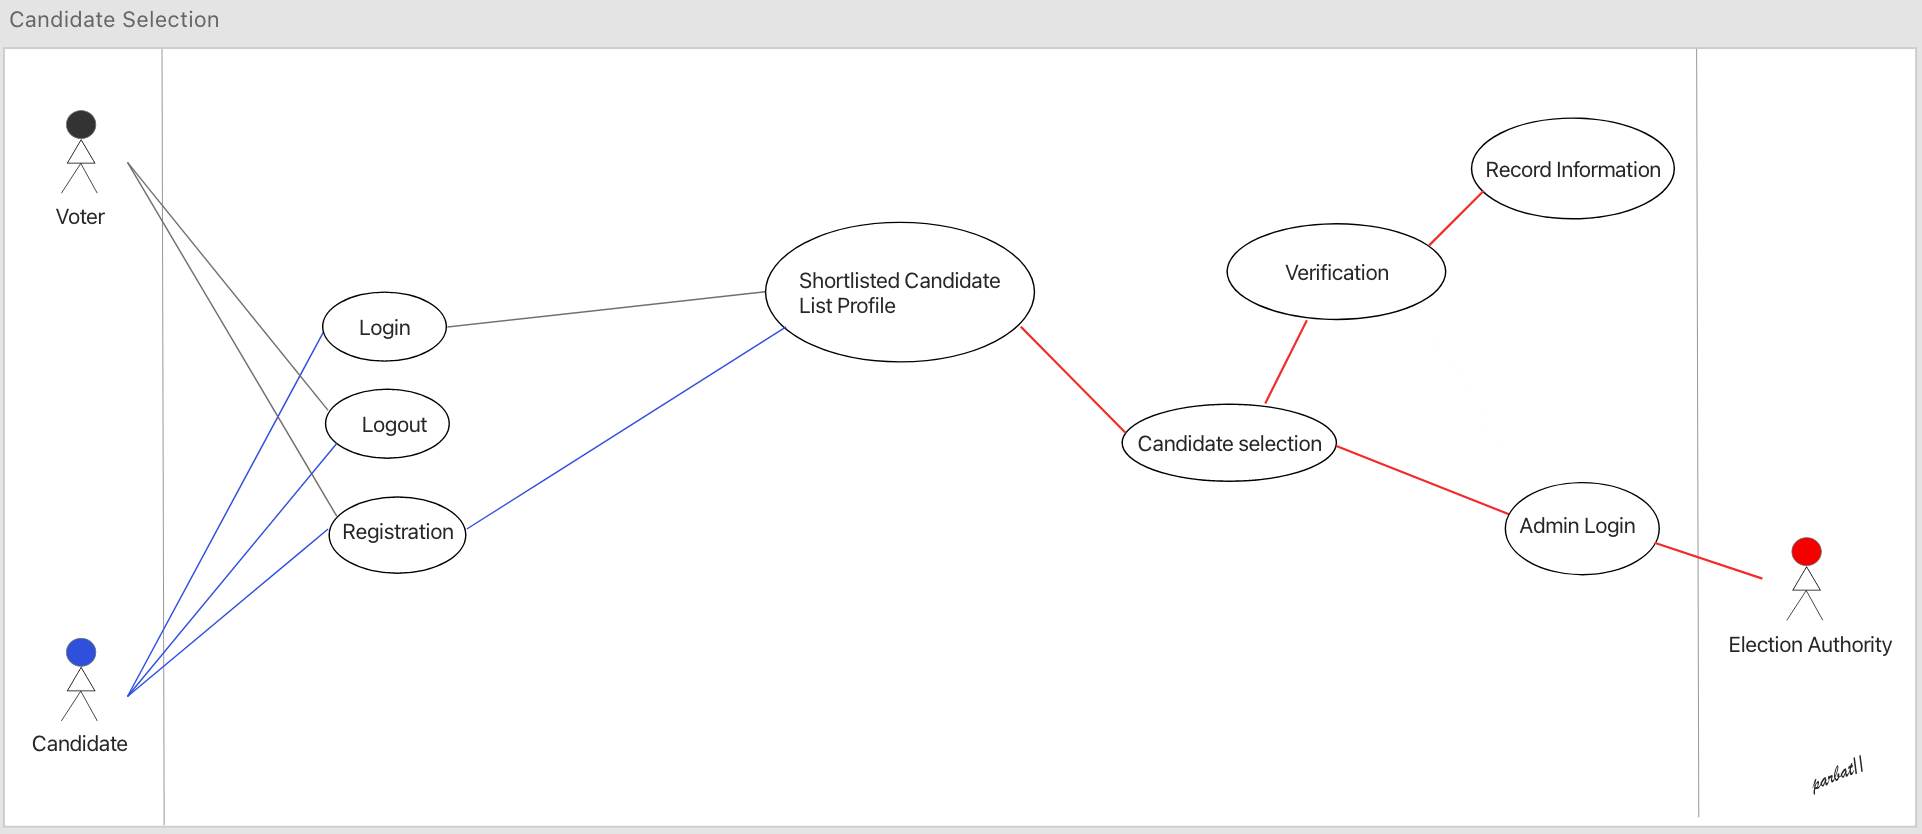 Candidate Selection
Voter
Record Information
Verification
Shortlisted Candidate
List Profile
Login
Logout
Candidate selection
Registration
Admin Login
Election Authority
Candidate
parbat||